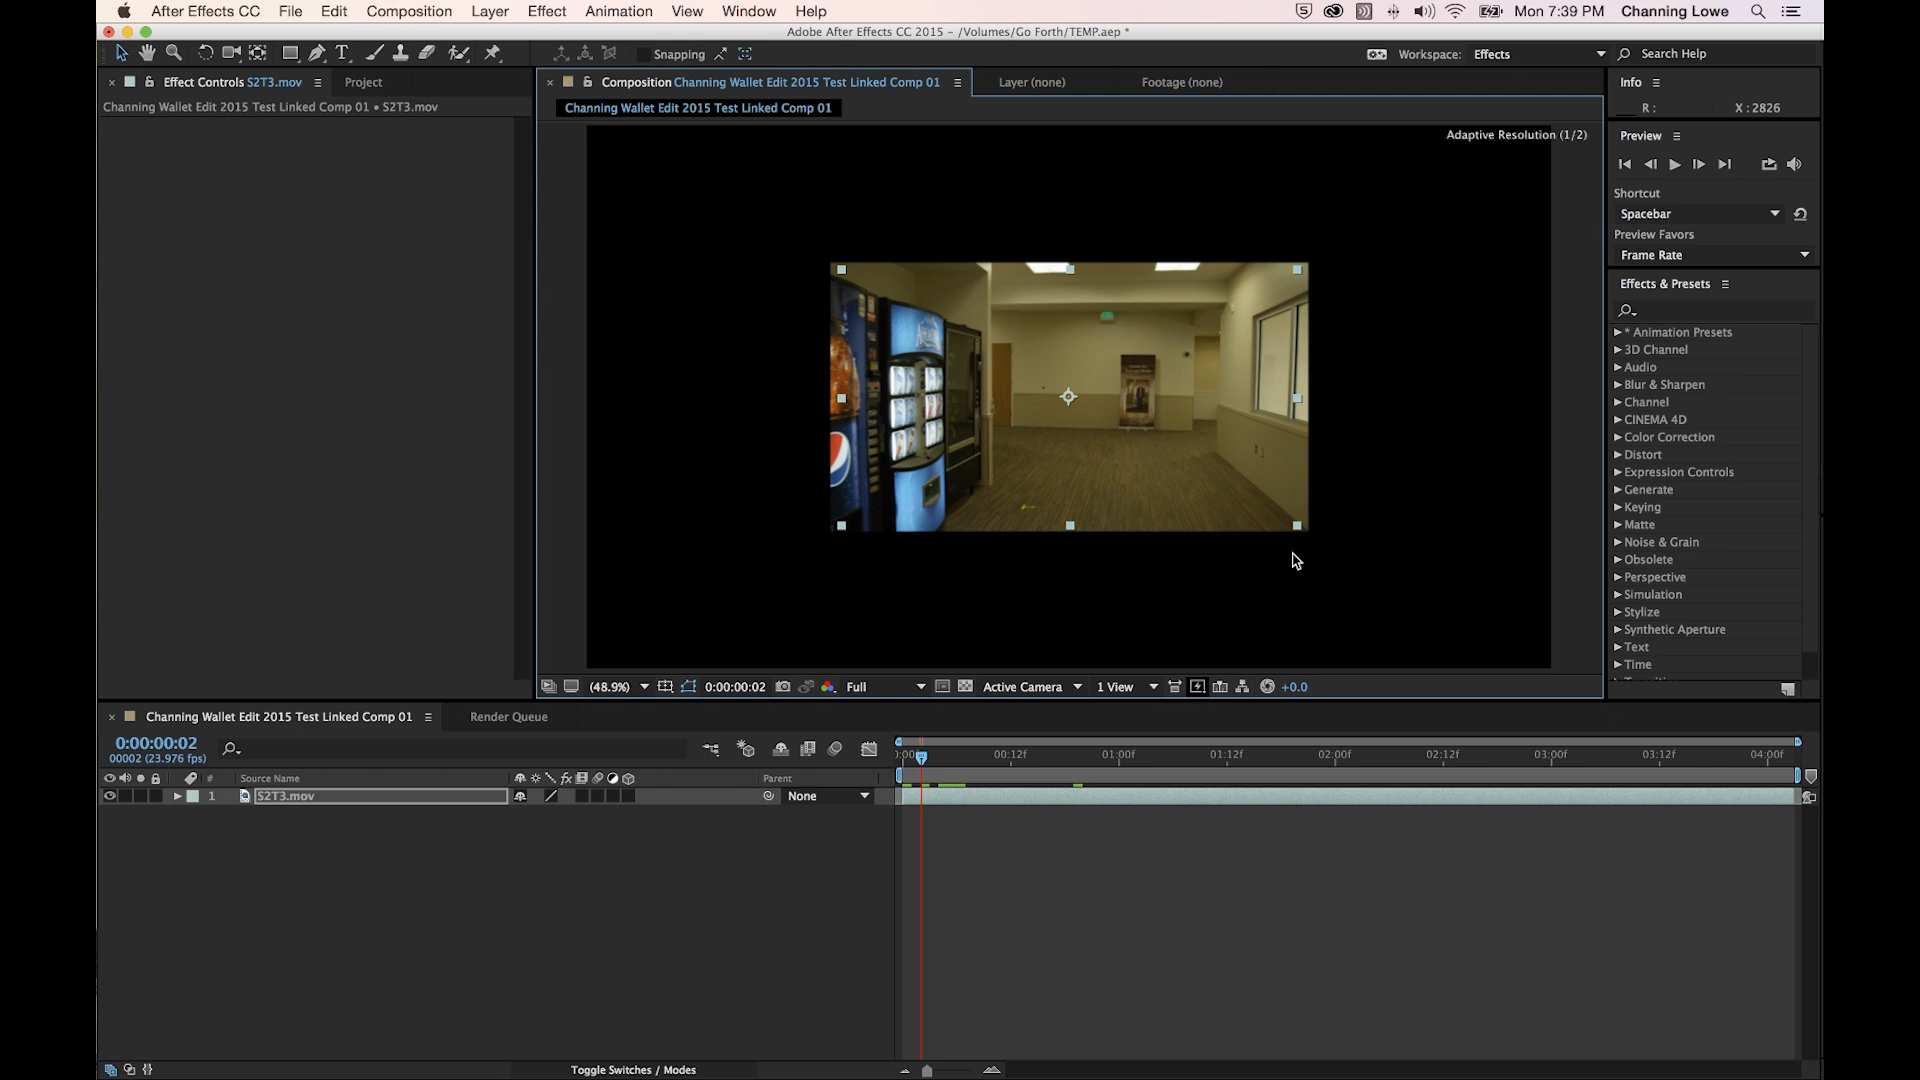 After Effects CC File Edit Composition Layer Effect Animation View Window Help
Mon 7:39 PM Channing Lowe
Adobe After Effects CC 2015 – /Volumes/Go Forth/TEMP.aep *
Snapping
Workspace: Effects
Search Help
Effect Controls S2T3.mov
Project
Channing Wallet Edit 2015 Test Linked Comp 01 • S2T3.mov
Composition Channing Wallet Edit 2015 Test Linked Comp 01
Layer (none)
Footage (none)
Channing Wallet Edit 2015 Test Linked Comp 01
Adaptive Resolution (1/2)
Info
R :
X : 2826
Preview
Shortcut
Spacebar
Preview Favors
Frame Rate
Effects & Presets
* Animation Presets
3D Channel
Audio
Blur & Sharpen
Channel
CINEMA 4D
Color Correction
Distort
Expression Controls
Generate
Keying
Matte
Noise & Grain
Obsolete
Perspective
Simulation
Stylize
Synthetic Aperture
Text
Time
(48.9%)
0:00:00:02
Full
Active Camera
1 View
+0.0
Channing Wallet Edit 2015 Test Linked Comp 01
Render Queue
0:00:00:02
00002 (23.976 fps)
00:12f 01:00f 01:12f 02:00f 02:12f 03:00f 03:12f 04:00f
# Source Name
Parent
1 S2T3.mov
None
Toggle Switches / Modes